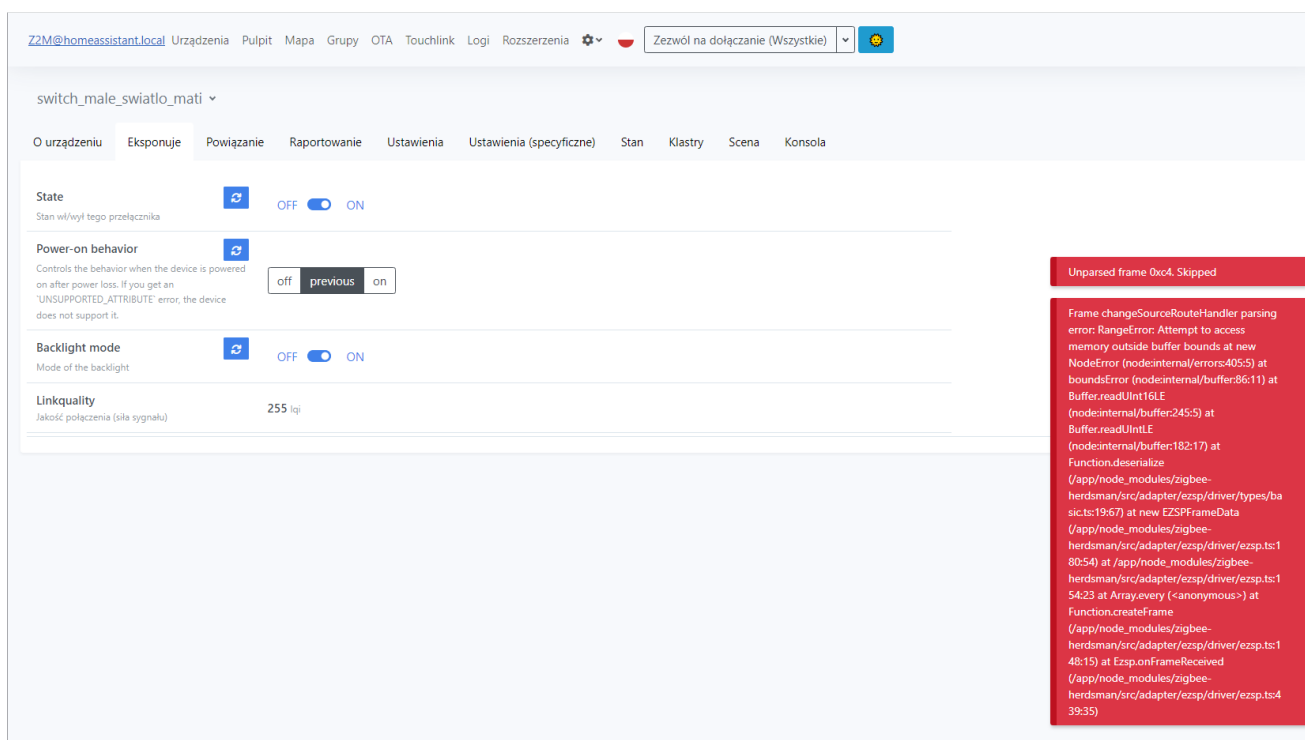 Z2M@homeassistant.local Urządzenia Pulpit Mapa Grupy OTA Touchlink Logi Rozszerzenia Zezwól na dołączanie (Wszystkie)
switch_male_swiatlo_mati
O urządzeniu Eksponuje Powiązanie Raportowanie Ustawienia Ustawienia (specyficzne) Stan Klastry Scena Konsola
State
Stan wł/wył tego przełącznika
OFF ON
Power-on behavior
Controls the behavior when the device is powered
on after power loss. If you get an
`UNSUPPORTED_ATTRIBUTE` error, the device
does not support it.
off previous on
Backlight mode
Mode of the backlight
OFF ON
Linkquality
Jakość połączenia (siła sygnału)
255 lqi
Unparsed frame 0xc4. Skipped
Frame changeSourceRouteHandler parsing
error: RangeError: Attempt to access
memory outside buffer bounds at new
NodeError (node:internal/errors:405:5) at
boundsError (node:internal/buffer:86:11) at
Buffer.readUInt16LE
(node:internal/buffer:245:5) at
Buffer.readUIntLE
(node:internal/buffer:182:17) at
Function.deserialize
(/app/node_modules/zigbee-
herdsman/src/adapter/ezsp/driver/types/ba
sic.ts:19:67) at new EZSPFrameData
(/app/node_modules/zigbee-
herdsman/src/adapter/ezsp/driver/ezsp.ts:1
80:54) at /app/node_modules/zigbee-
herdsman/src/adapter/ezsp/driver/ezsp.ts:1
54:23 at Array.every (<anonymous>) at
Function.createFrame
(/app/node_modules/zigbee-
herdsman/src/adapter/ezsp/driver/ezsp.ts:1
48:15) at Ezsp.onFrameReceived
(/app/node_modules/zigbee-
herdsman/src/adapter/ezsp/driver/ezsp.ts:4
39:35)